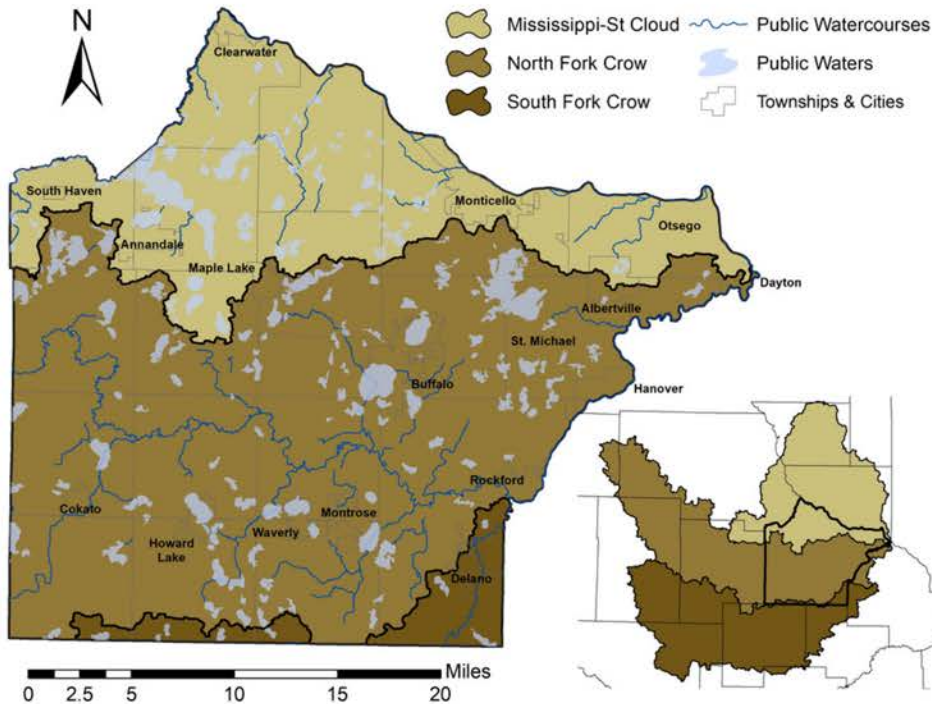 N
Mississippi-St Cloud
North Fork Crow
South Fork Crow
Public Watercourses
Public Waters
Townships & Cities
Clearwater
South Haven
Annandale
Maple Lake
Monticello
Otsego
Dayton
Albertville
St. Michael
Buffalo
Hanover
Rockford
Cokato
Montrose
Waverly
Howard
Lake
Delano
Miles
0 2.5 5 10 15 20